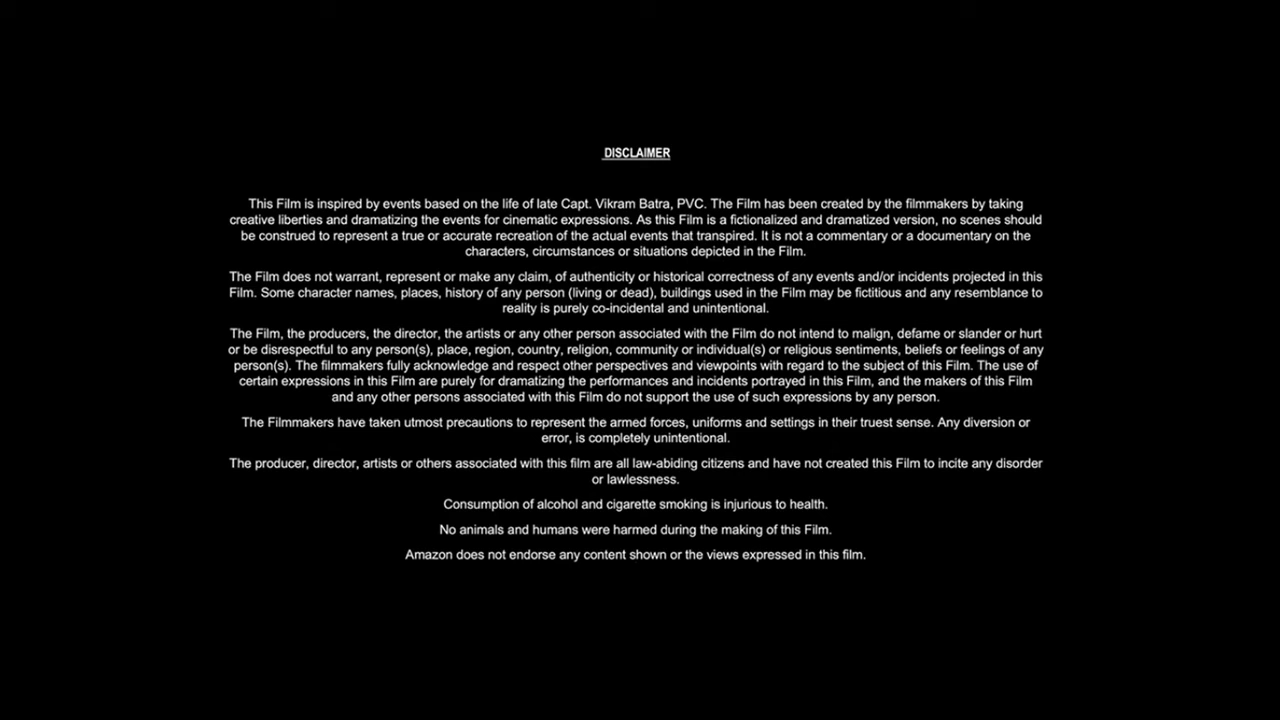 DISCLAIMER
This Film is inspired by events based on the life of late Capt. Vikram Batra, PVC. The Film has been created by the filmmakers by taking
creative liberties and dramatizing the events for cinematic expressions. As this Film is a fictionalized and dramatized version, no scenes should
be construed to represent a true or accurate recreation of the actual events that transpired. It is not a commentary or a documentary on the
characters, circumstances or situations depicted in the Film.
The Film does not warrant, represent or make any claim, of authenticity or historical correctness of any events and/or incidents projected in this
Film. Some character names, places, history of any person (living or dead), buildings used in the Film may be fictitious and any resemblance to
reality is purely co-incidental and unintentional.
The Film, the producers, the director, the artists or any other person associated with the Film do not intend to malign, defame or slander or hurt
or be disrespectful to any person(s), place, region, country, religion, community or individual(s) or religious sentiments, beliefs or feelings of any
person(s). The filmmakers fully acknowledge and respect other perspectives and viewpoints with regard to the subject of this Film. The use of
certain expressions in this Film are purely for dramatizing the performances and incidents portrayed in this Film, and the makers of this Film
and any other persons associated with this Film do not support the use of such expressions by any person.
The Filmmakers have taken utmost precautions to represent the armed forces, uniforms and settings in their truest sense. Any diversion or
error, is completely unintentional.
The producer, director, artists or others associated with this film are all law-abiding citizens and have not created this Film to incite any disorder
or lawlessness.
Consumption of alcohol and cigarette smoking is injurious to health.
No animals and humans were harmed during the making of this Film.
Amazon does not endorse any content shown or the views expressed in this film.